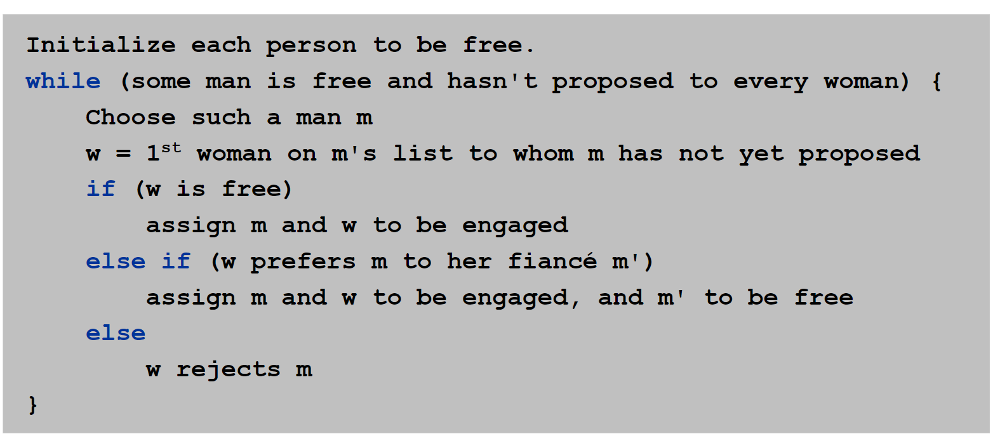 Initialize each person to be free.
while (some man is free and hasn't proposed to every woman) {
Choose such a man m
w = 1st woman on m's list to whom m has not yet proposed
if (w is free)
assign m and w to be engaged
else if (w prefers m to her fiancé m')
assign m and w to be engaged, and m' to be free
else
w rejects m
}